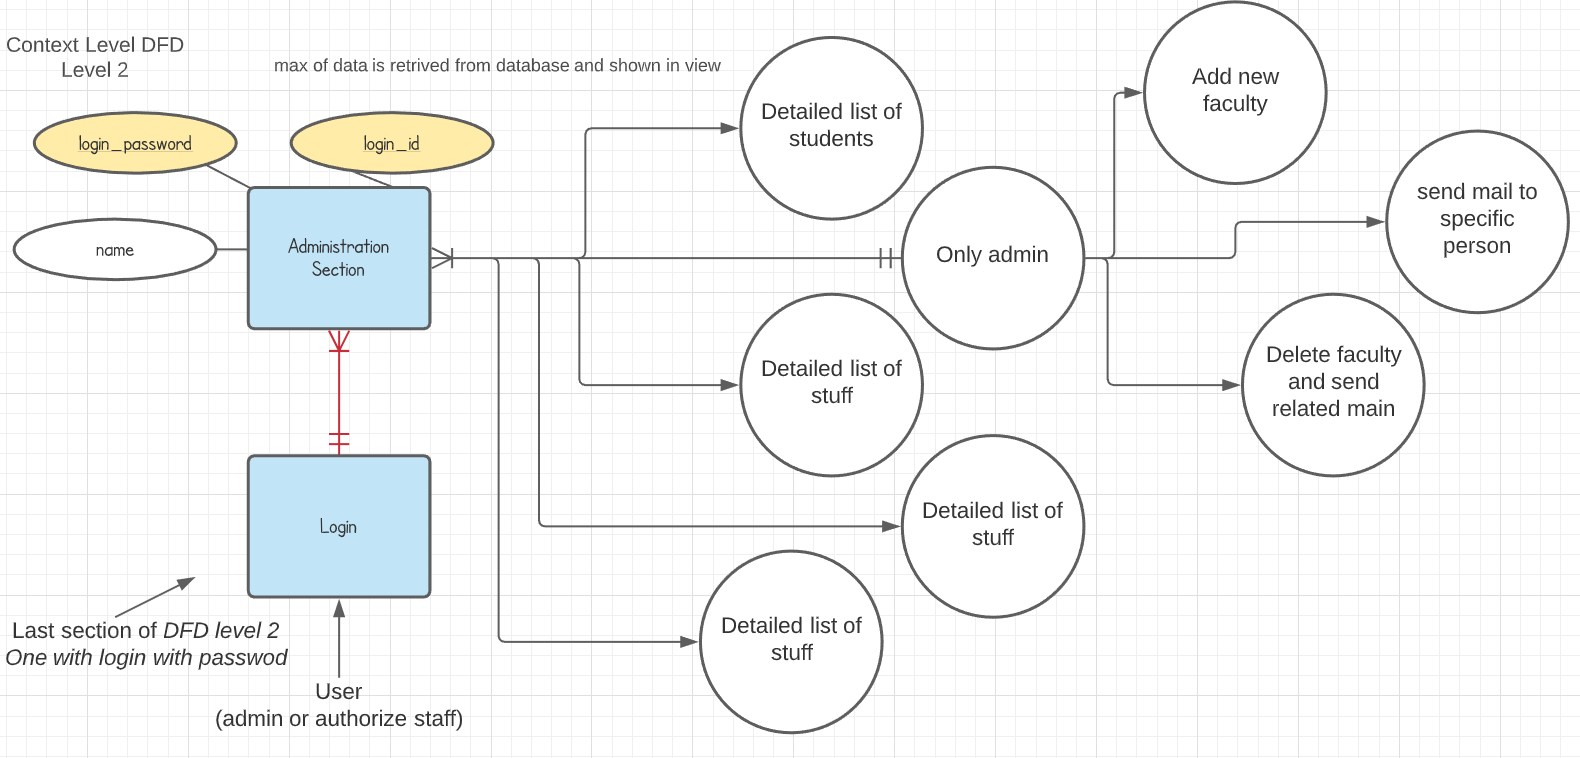 Context Level DFD
Level 2
max of data is retrived from database and shown in view
login_password
login_id
name
Administration
Section
Login
Last section of DFD level 2
One with login with passwod
User
(admin or authorize staff)
Detailed list of
students
Only admin
Detailed list of
stuff
Detailed list of
stuff
Detailed list of
stuff
Add new
faculty
send mail to
specific
person
Delete faculty
and send
related main